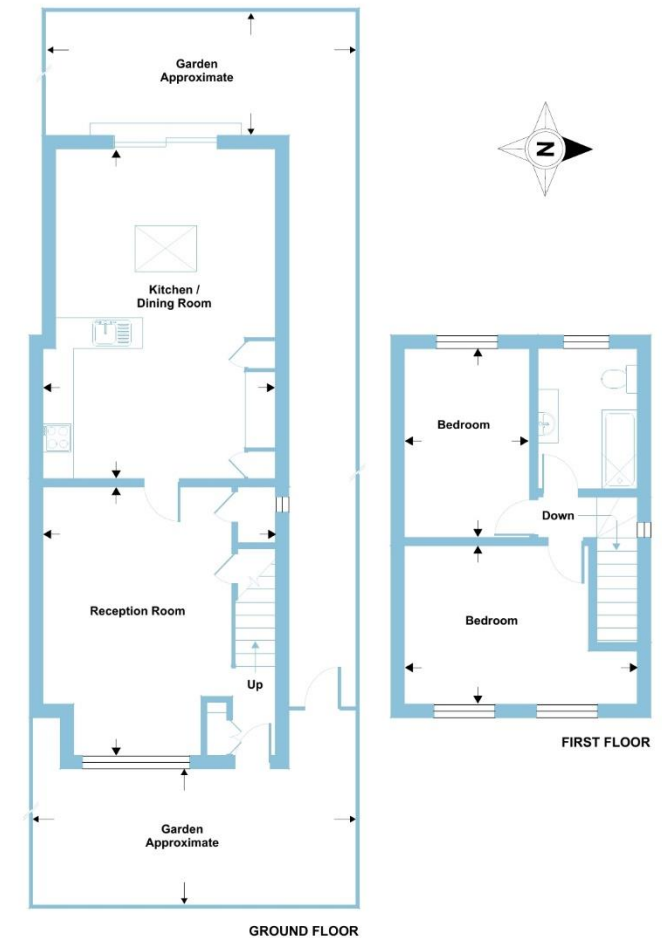 Garden
Approximate
N
Kitchen /
Dining Room
Bedroom
Down
Reception Room
Bedroom
Up
FIRST FLOOR
Garden
Approximate
GROUND FLOOR